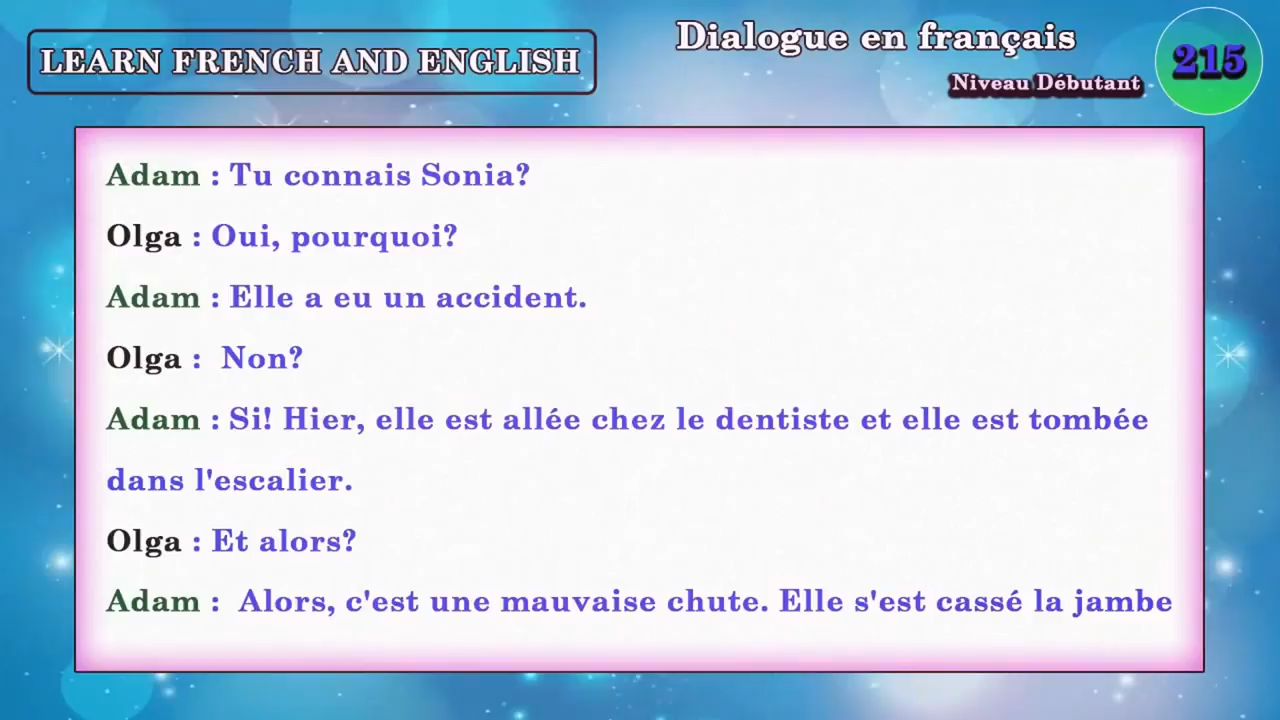 LEARN FRENCH AND ENGLISH
Dialogue en français
Niveau Débutant
215
Adam : Tu connais Sonia?
Olga : Oui, pourquoi?
Adam : Elle a eu un accident.
Olga :  Non?
Adam : Si! Hier, elle est allée chez le dentiste et elle est tombée
dans l'escalier.
Olga : Et alors?
Adam :  Alors, c'est une mauvaise chute. Elle s'est cassé la jambe